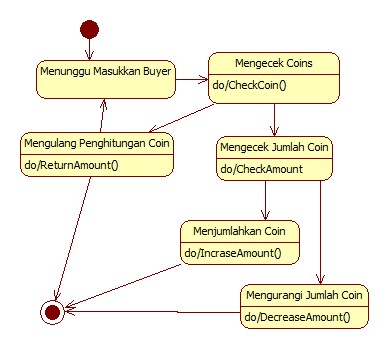 Menunggu Masukkan Buyer
Mengecek Coins
do/CheckCoin()
Mengulang Penghitungan Coin
do/ReturnAmount()
Mengecek Jumlah Coin
do/CheckAmount
Menjumlahkan Coin
do/IncraseAmount()
Mengurangi Jumlah Coin
do/DecreaseAmount()